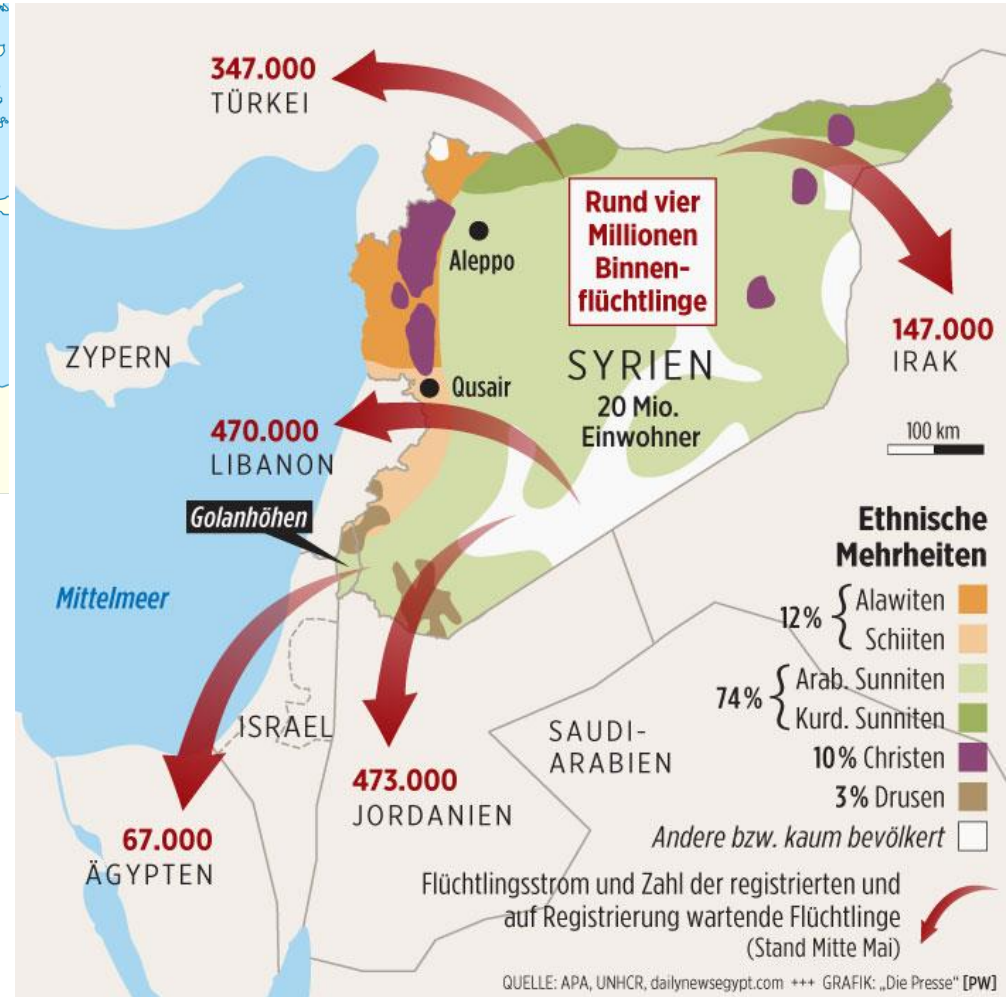 347.000
TÜRKEI
Aleppo
Rund vier
Millionen
Binnen-
flüchtlinge
147.000
IRAK
ZYPERN
SYRIEN
20 Mio.
Einwohner
Qusair
100 km
470.000
LIBANON
Golanhöhen
Mittelmeer
ISRAEL
SAUDI-
ARABIEN
473.000
JORDANIEN
67.000
ÄGYPTEN
Ethnische
Mehrheiten
12% { Alawiten
Schiiten
74% { Arab. Sunniten
Kurd. Sunniten
10% Christen
3% Drusen
Andere bzw. kaum bevölkert
Flüchtlingsstrom und Zahl der registrierten und
auf Registrierung wartende Flüchtlinge
(Stand Mitte Mai)
QUELLE: APA, UNHCR, dailynewsegypt.com +++ GRAFIK: „Die Presse“ [PW]